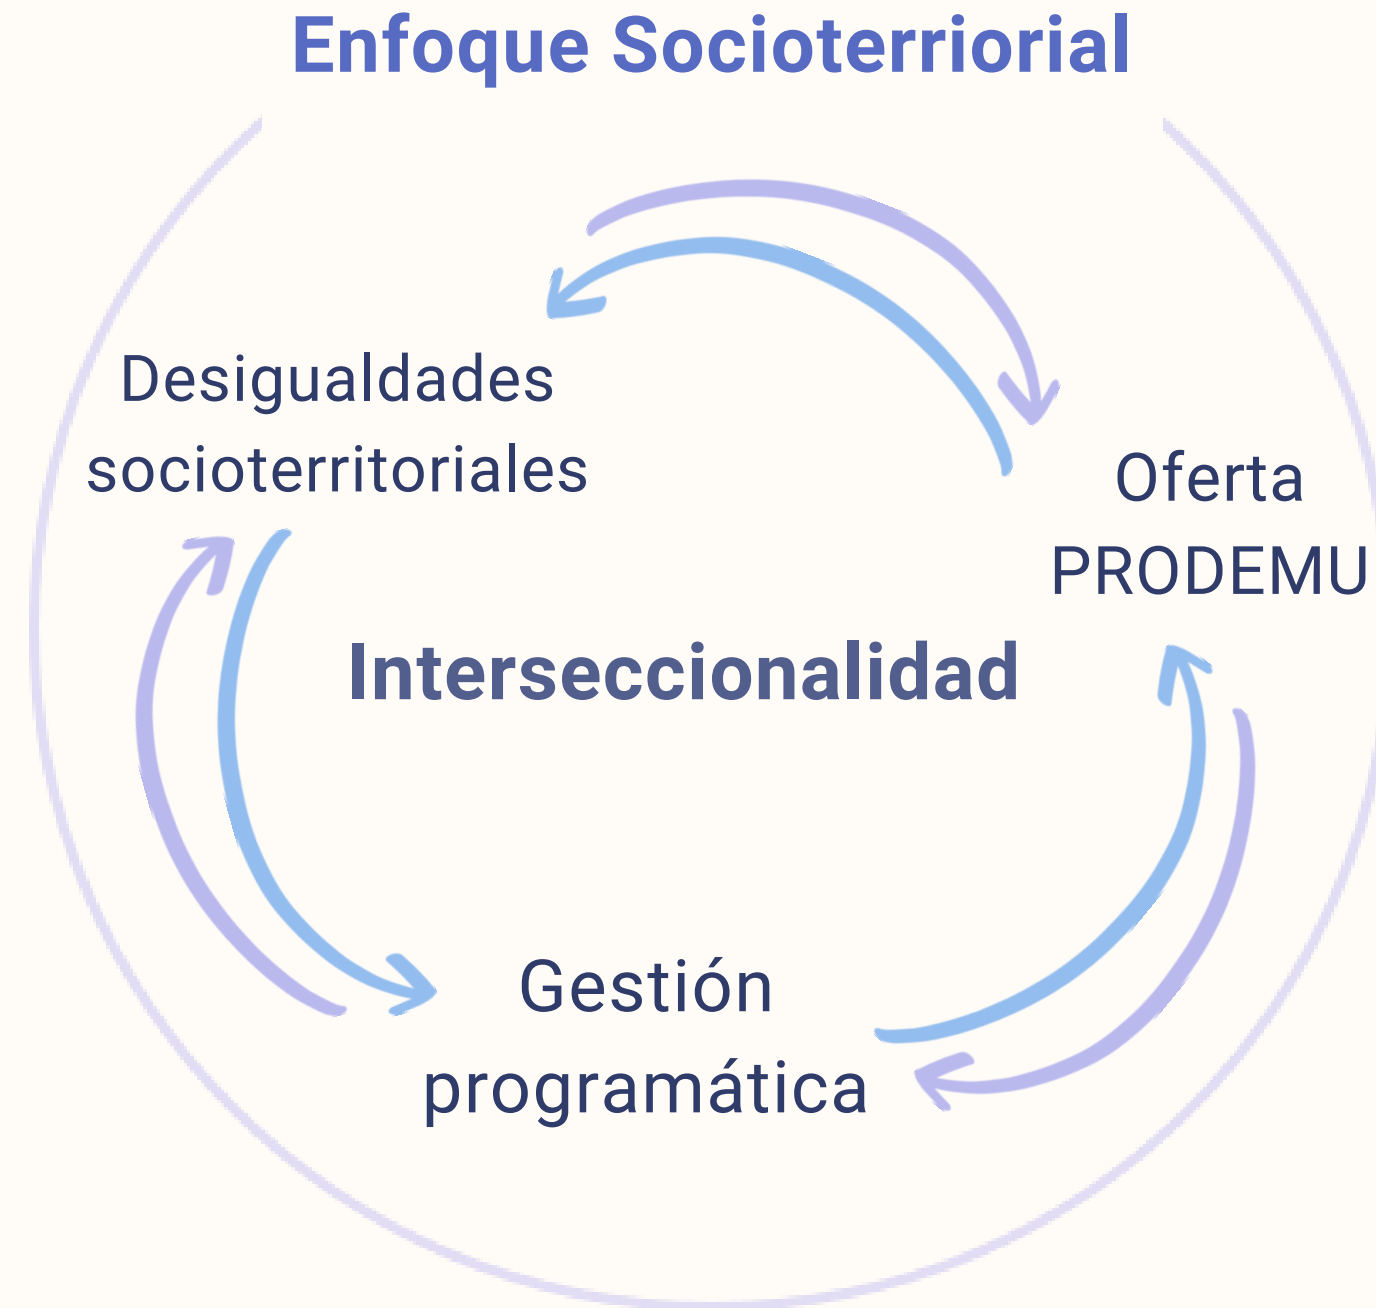 Enfoque Socioterriorial
Desigualdades
socioterritoriales
Oferta
PRODEMU
Interseccionalidad
Gestión
programática